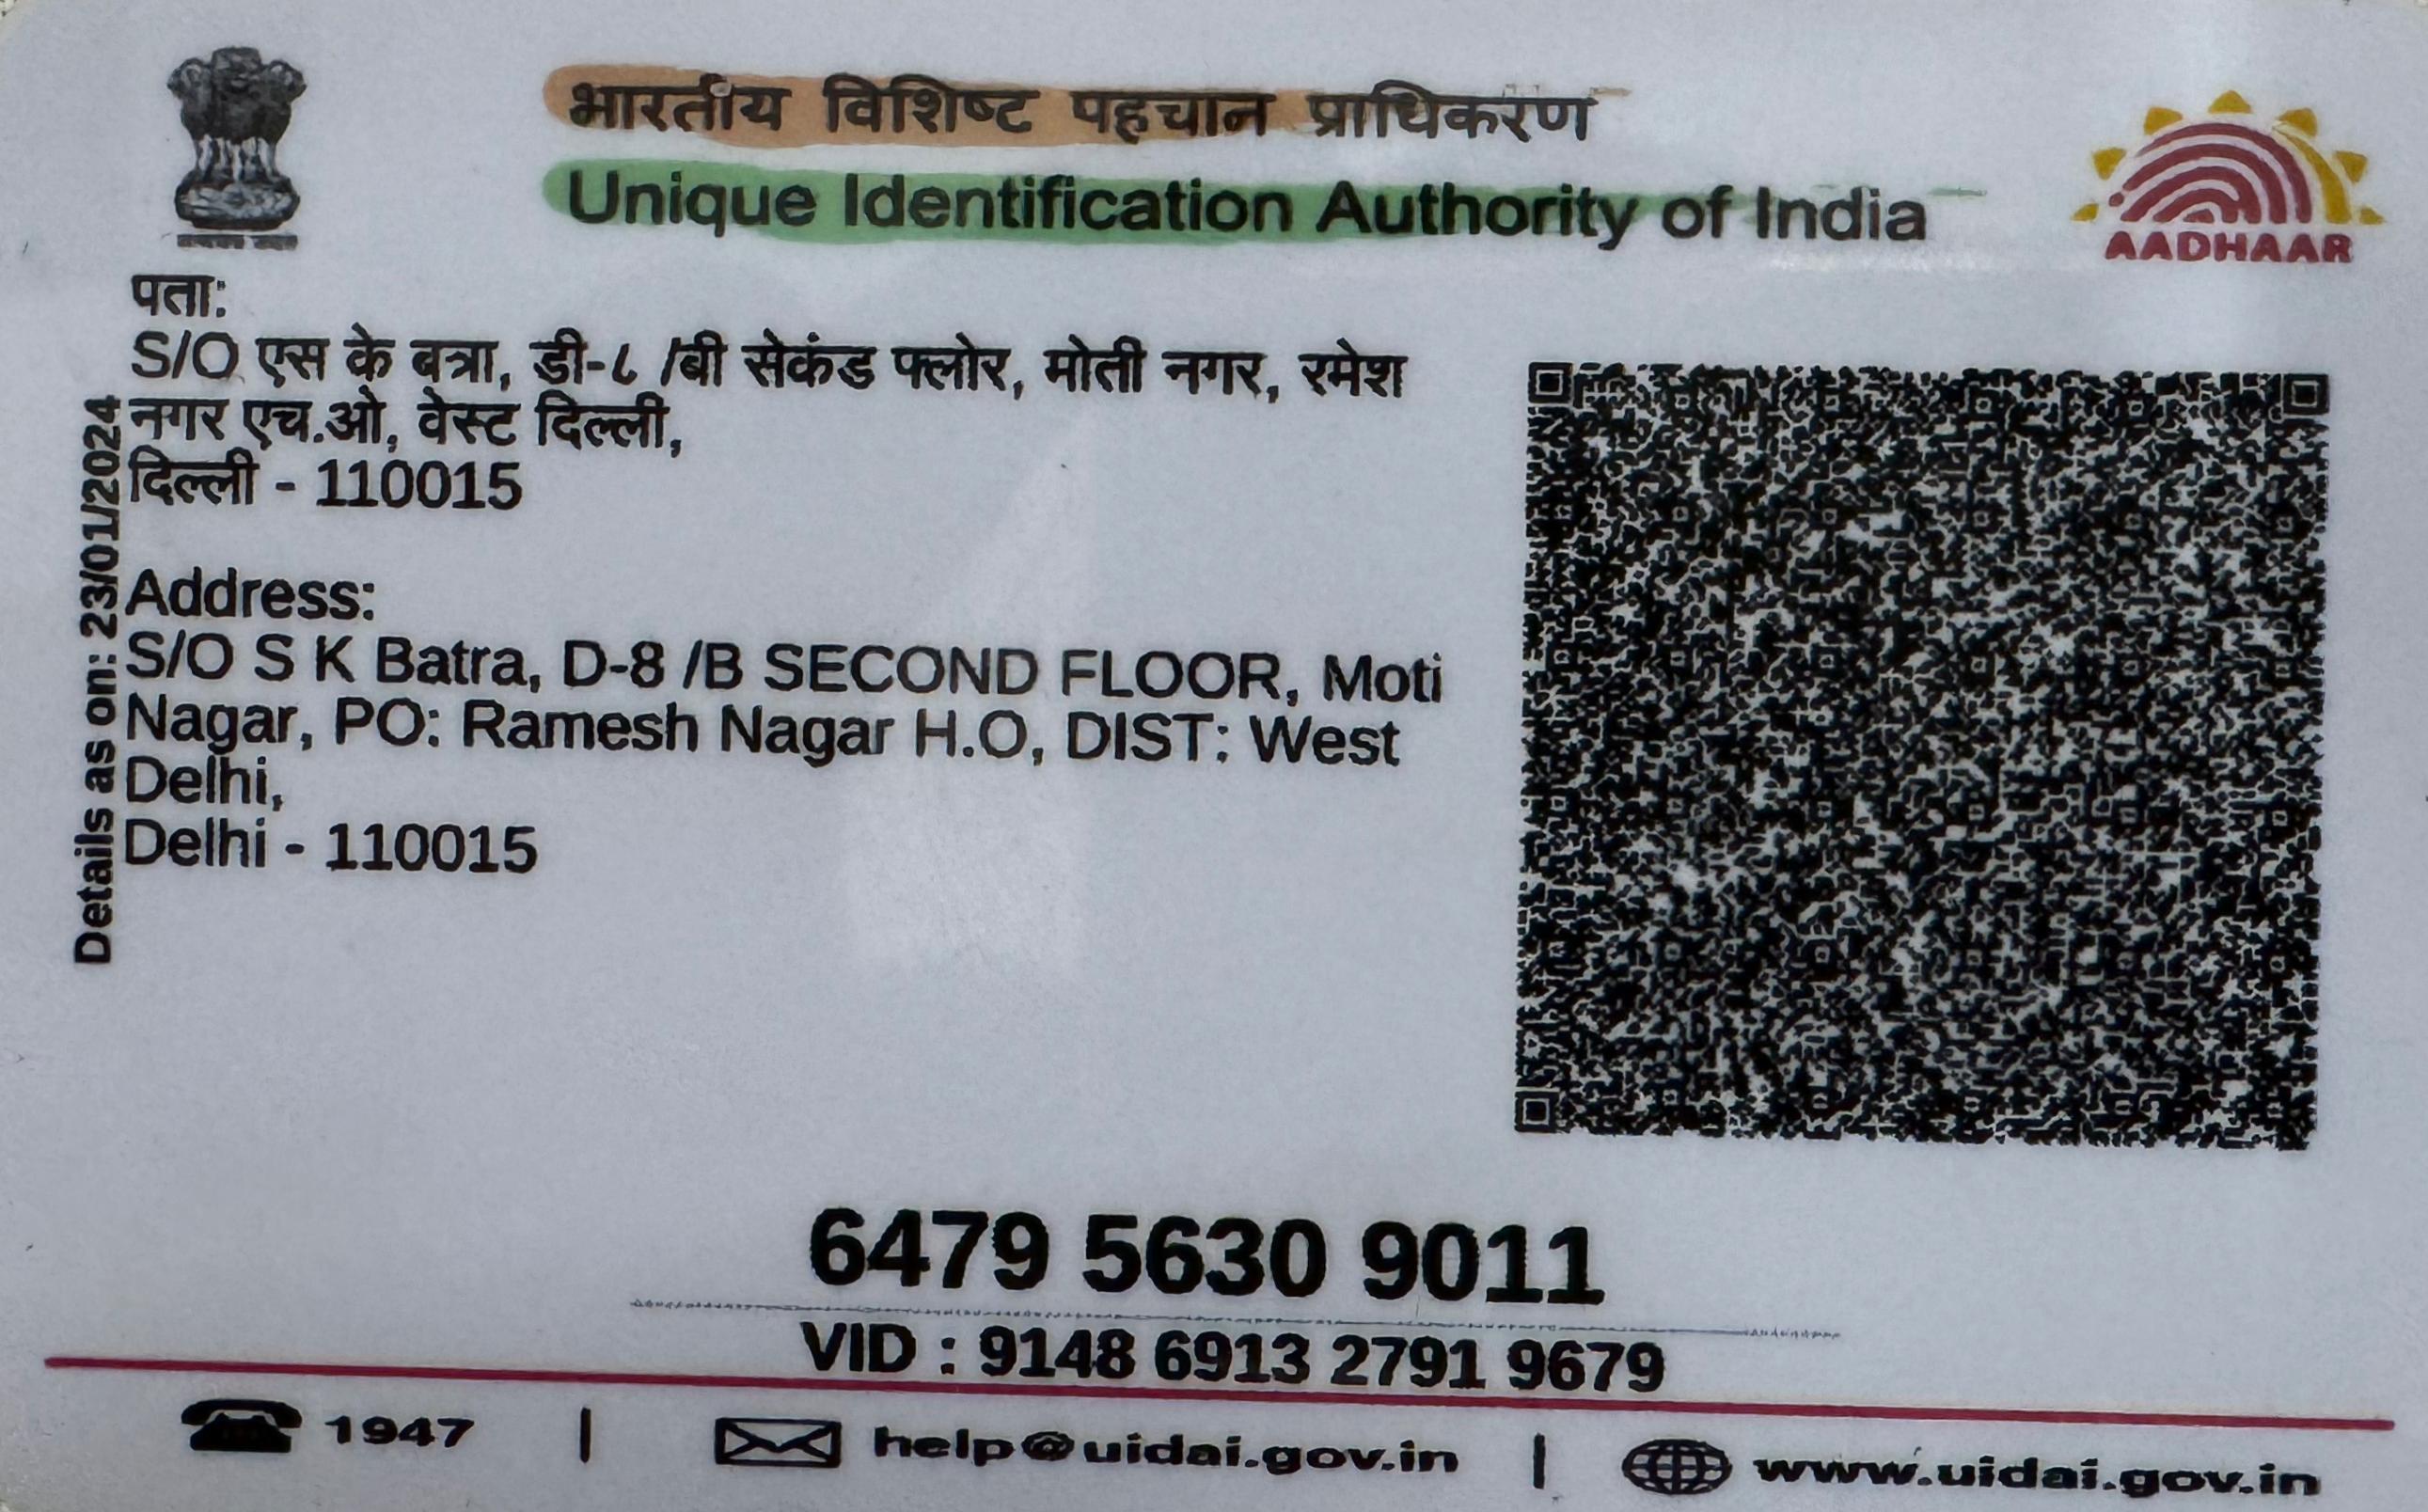 भारतीय विशिष्ट पहचान प्राधिकरण
Unique Identification Authority of India
AADHAAR
पता:
S/O एस के बत्रा, डी-८ /बी सेकंड फ्लोर, मोती नगर, रमेश
नगर एच.ओ, वेस्ट दिल्ली,
दिल्ली - 110015
Address:
S/O S K Batra, D-8 /B SECOND FLOOR, Moti
Nagar, PO: Ramesh Nagar H.O, DIST: West
Delhi,
Delhi - 110015
Details as on: 23/01/2024
6479 5630 9011
VID : 9148 6913 2791 9679
1947 | help@uidai.gov.in | www.uidai.gov.in